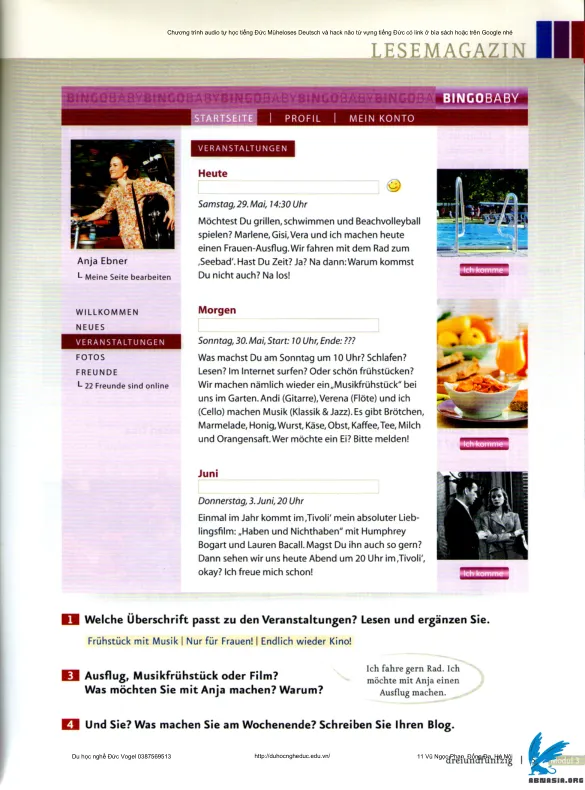 Chương trình audio tự học tiếng Đức Müheloses Deutsch và hack não từ vựng tiếng Đức có link ở bìa sách hoặc trên Google nhé
LESEMAGAZIN
BINGOBABYBINGOBABYBINGOBABYBINGOBA BINGOBABY
STARTSEITE | PROFIL | MEIN KONTO
Anja Ebner
Meine Seite bearbeiten
WILLKOMMEN
NEUES
VERANSTALTUNGEN
FOTOS
FREUNDE
22 Freunde sind online
VERANSTALTUNGEN
Heute
Samstag, 29. Mai, 14:30 Uhr
Möchtest Du grillen, schwimmen und Beachvolleyball
spielen? Marlene, Gisi, Vera und ich machen heute
einen Frauen-Ausflug. Wir fahren mit dem Rad zum
‚Seebad'. Hast Du Zeit? Ja? Na dann: Warum kommst
Du nicht auch? Na los!
Ich komme
Morgen
Sonntag, 30. Mai, Start: 10 Uhr, Ende: ???
Was machst Du am Sonntag um 10 Uhr? Schlafen?
Lesen? Im Internet surfen? Oder schön frühstücken?
Wir machen nämlich wieder ein „Musikfrühstück" bei
uns im Garten. Andi (Gitarre), Verena (Flöte) und ich
(Cello) machen Musik (Klassik & Jazz). Es gibt Brötchen,
Marmelade, Honig, Wurst, Käse, Obst, Kaffee, Tee, Milch
und Orangensaft. Wer möchte ein Ei? Bitte melden!
Ich komme
Juni
Donnerstag, 3. Juni, 20 Uhr
Einmal im Jahr kommt im ‚Tivoli' mein absoluter Lieb-
lingsfilm: „Haben und Nichthaben" mit Humphrey
Bogart und Lauren Bacall. Magst Du ihn auch so gern?
Dann sehen wir uns heute Abend um 20 Uhr im ‚Tivoli',
okay? Ich freue mich schon!
Ich komme
1 Welche Überschrift passt zu den Veranstaltungen? Lesen und ergänzen Sie.
Frühstück mit Musik | Nur für Frauen! | Endlich wieder Kino!
3 Ausflug, Musikfrühstück oder Film?
Was möchten Sie mit Anja machen? Warum?
Ich fahre gern Rad. Ich
möchte mit Anja einen
Ausflug machen.
4 Und Sie? Was machen Sie am Wochenende? Schreiben Sie Ihren Blog.
Du học nghề Đức Vogel 0387569513
http://duhocngheduc.edu.vn/
11 Vũ Ngọc Phan, Đống Đa, Hà Nội
dreiundfünfzig |
ABMASIA.ORG